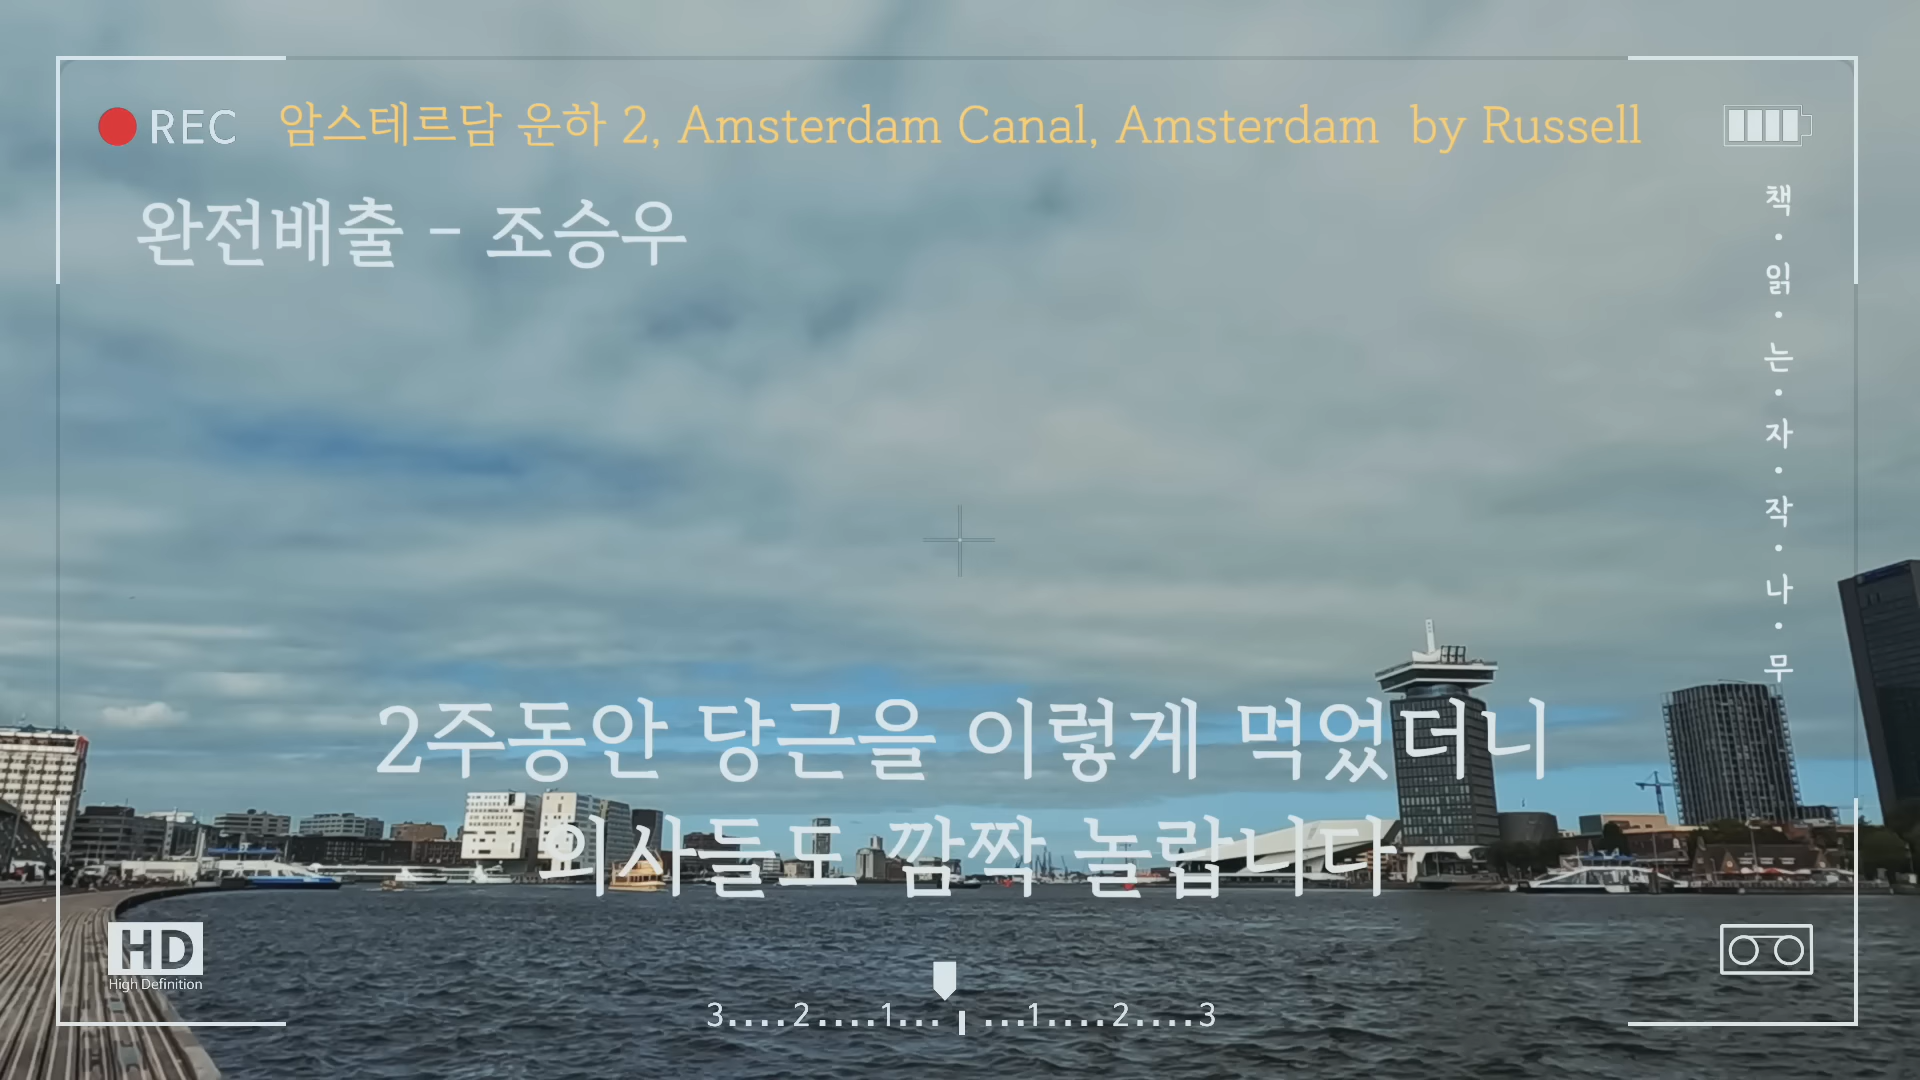 REC
암스테르담 운하 2, Amsterdam Canal, Amsterdam  by Russell
완전배출 - 조승우
책·읽·는·자·작·나·무
2주동안 당근을 이렇게 먹었더니
의사들도 깜짝 놀랍니다
HD
High Definition
3....2....1... ...1....2....3